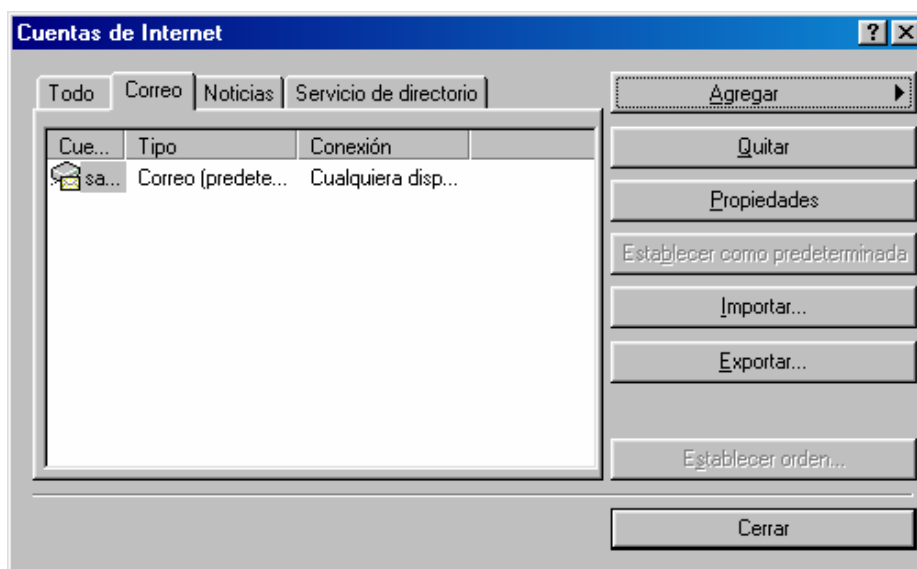 Cuentas de Internet
Todo Correo Noticias Servicio de directorio
Cue... Tipo Conexión
sa... Correo (predete... Cualquiera disp...
Agregar
Quitar
Propiedades
Establecer como predeterminada
Importar...
Exportar...
Establecer orden...
Cerrar